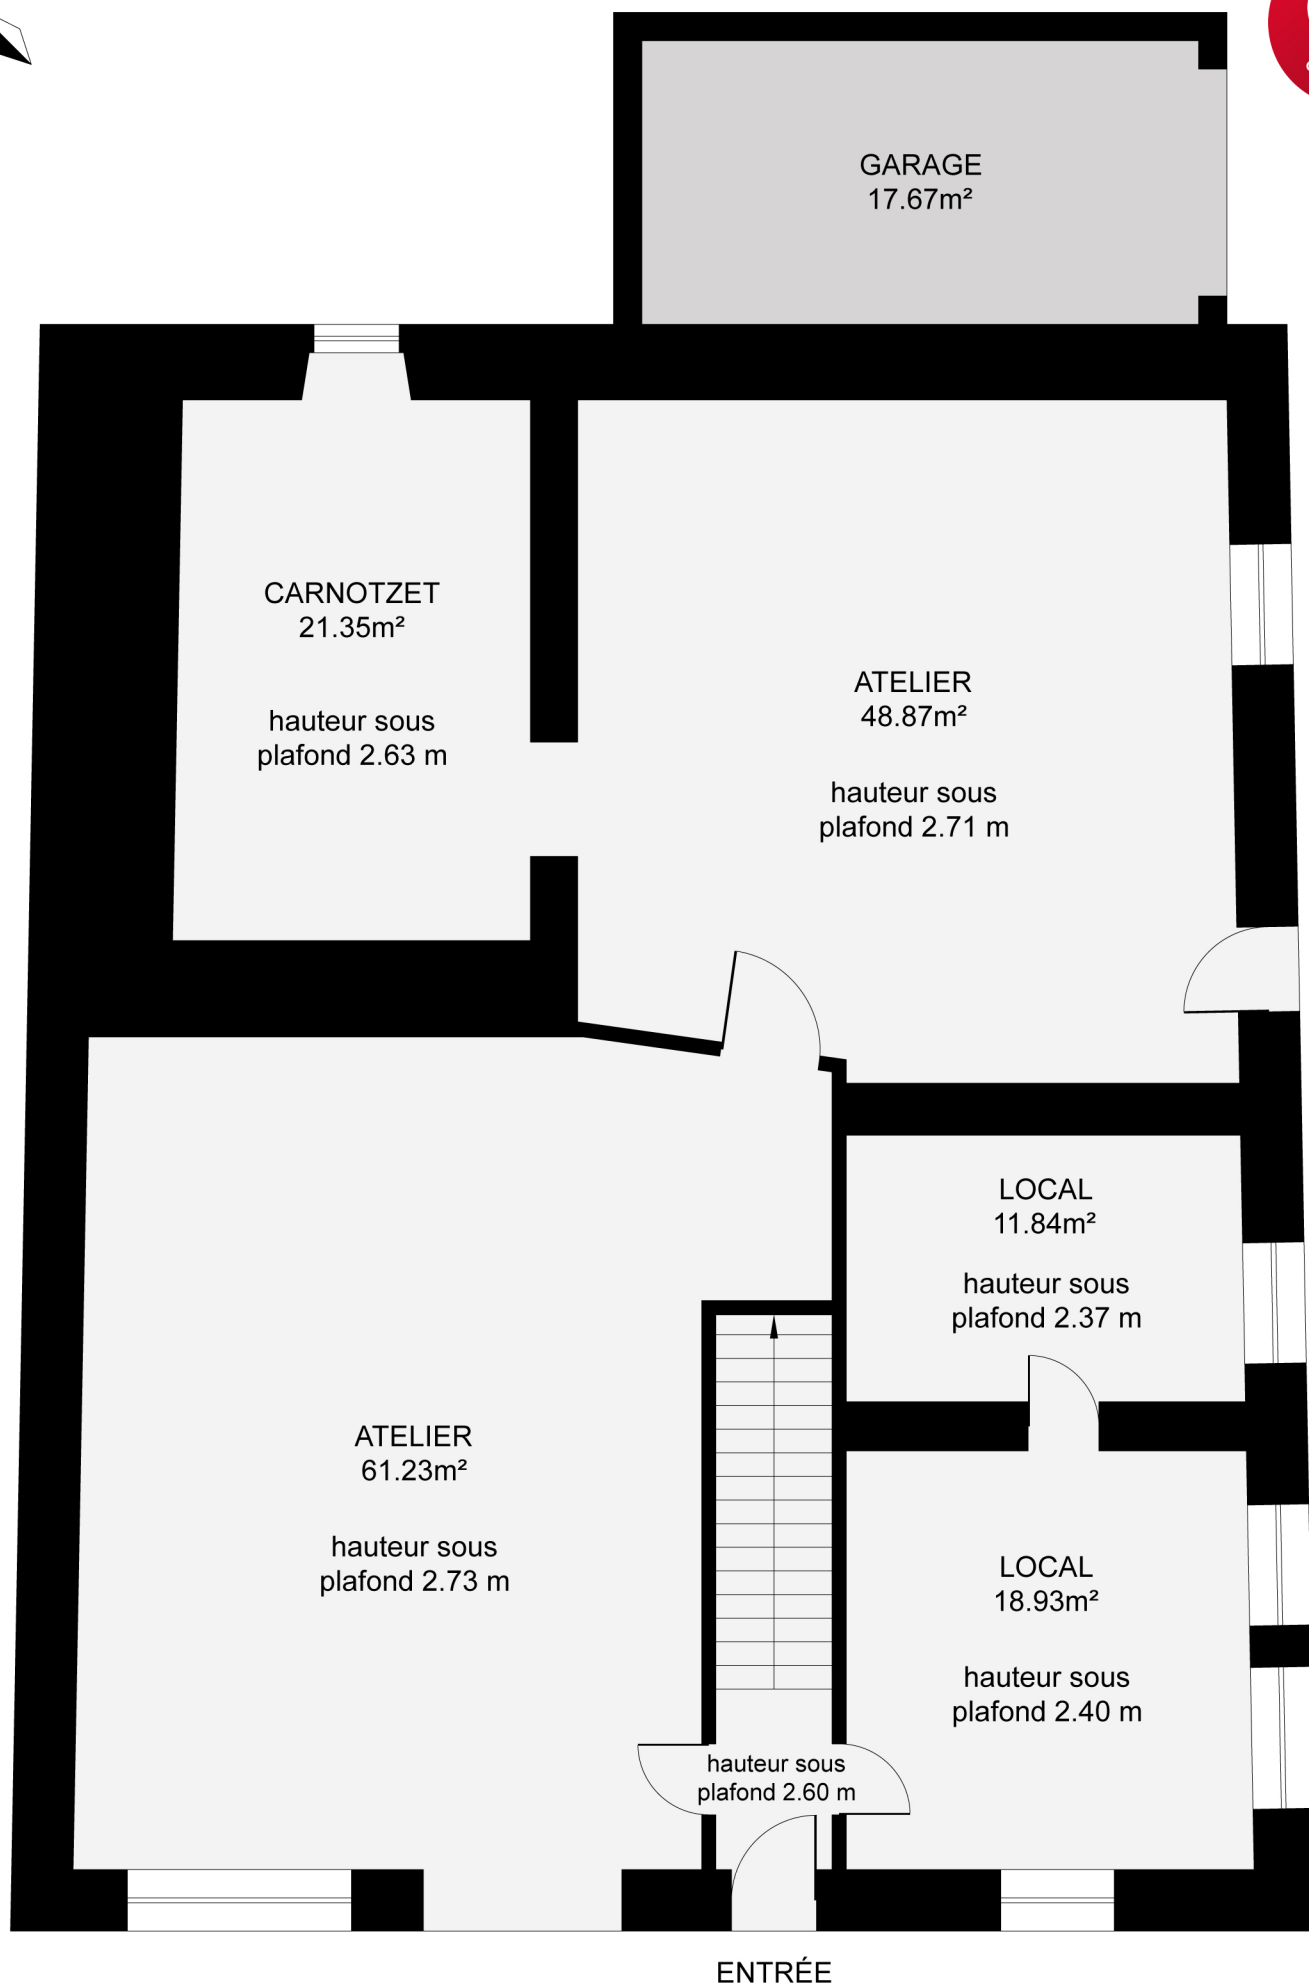 GARAGE
17.67m²
CARNOTZET
21.35m²
hauteur sous
plafond 2.63 m
ATELIER
48.87m²
hauteur sous
plafond 2.71 m
LOCAL
11.84m²
hauteur sous
plafond 2.37 m
ATELIER
61.23m²
hauteur sous
plafond 2.73 m
LOCAL
18.93m²
hauteur sous
plafond 2.40 m
hauteur sous
plafond 2.60 m
ENTRÉE